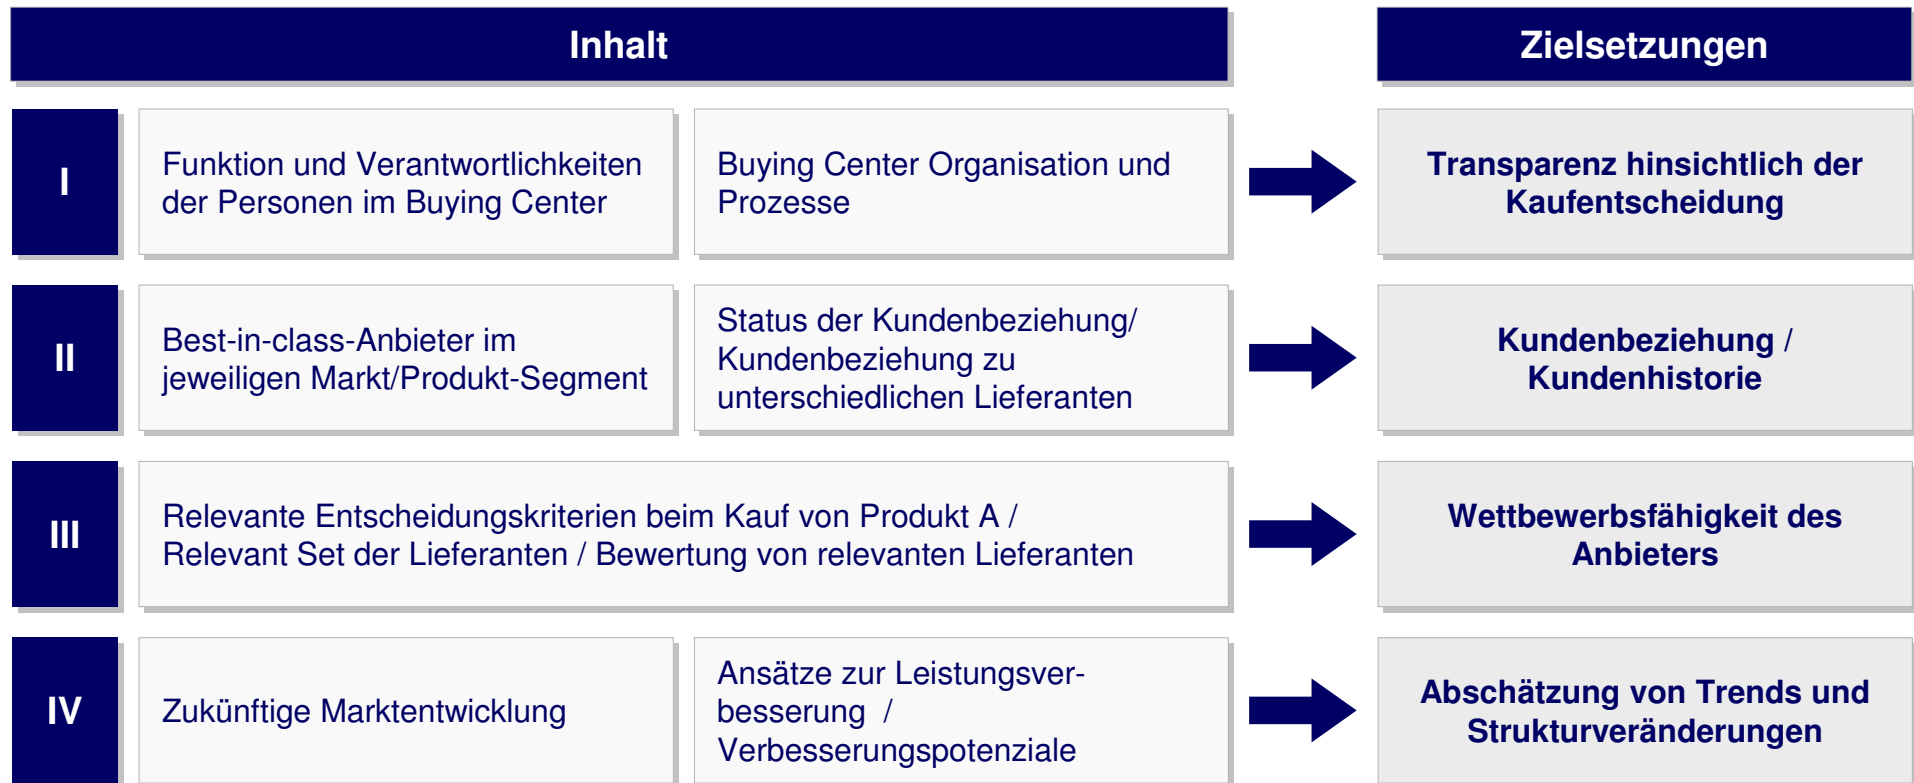 Inhalt
Zielsetzungen
I
Funktion und Verantwortlichkeiten
der Personen im Buying Center
Buying Center Organisation und
Prozesse
Transparenz hinsichtlich der
Kaufentscheidung
II
Best-in-class-Anbieter im
jeweiligen Markt/Produkt-Segment
Status der Kundenbeziehung/
Kundenbeziehung zu
unterschiedlichen Lieferanten
Kundenbeziehung /
Kundenhistorie
III
Relevante Entscheidungskriterien beim Kauf von Produkt A /
Relevant Set der Lieferanten / Bewertung von relevanten Lieferanten
Wettbewerbsfähigkeit des
Anbieters
IV
Zukünftige Marktentwicklung
Ansätze zur Leistungsver-
besserung  /
Verbesserungspotenziale
Abschätzung von Trends und
Strukturveränderungen